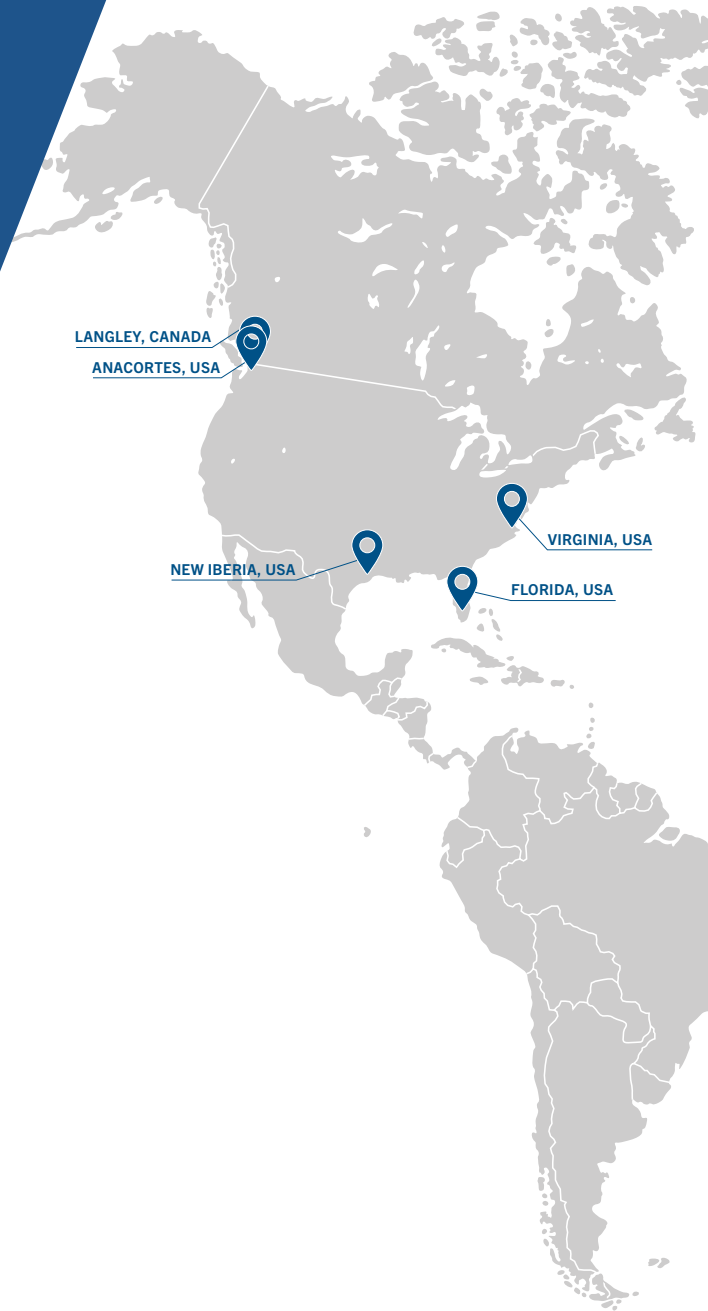 LANGLEY, CANADA
ANACORTES, USA
VIRGINIA, USA
NEW IBERIA, USA
FLORIDA, USA